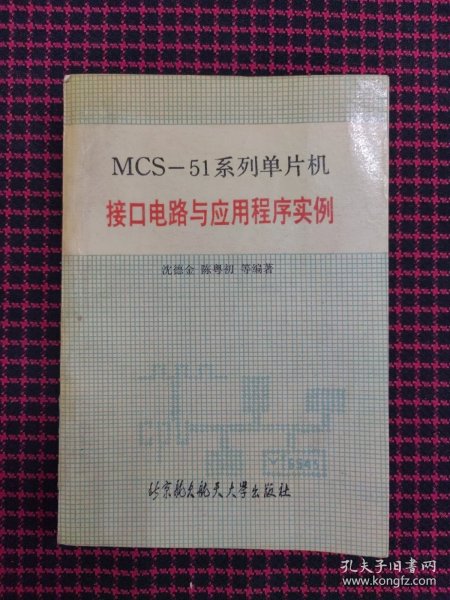 MCS-51系列单片机
接口电路与应用程序实例
沈德金 陈粤初 等编著
CPU
8543
北京航空航天大学出版社
孔夫子旧书网
www.kongfz.com